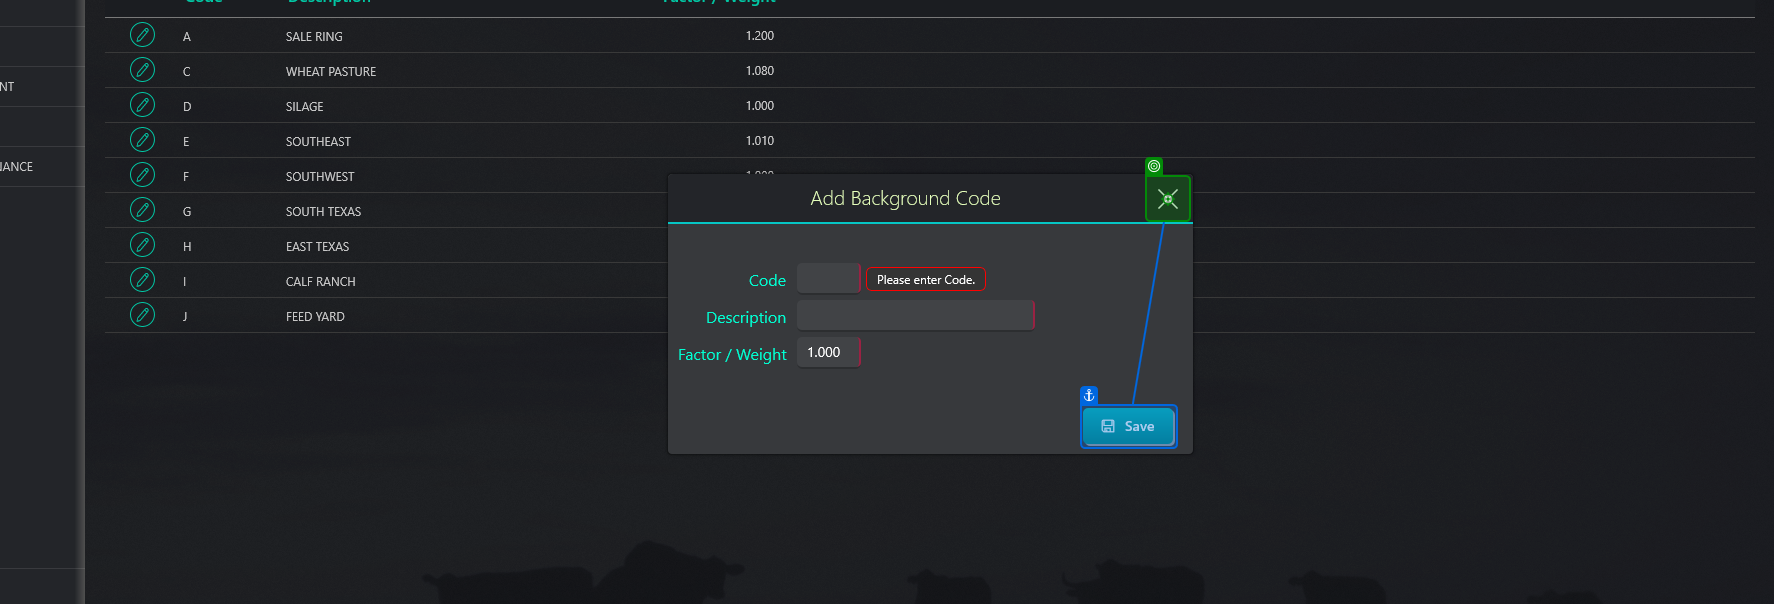 Code Description Factor / Weight
A SALE RING 1.200
NT
C WHEAT PASTURE 1.080
D SILAGE 1.000
E SOUTHEAST 1.010
IANCE
F SOUTHWEST
Add Background Code
G SOUTH TEXAS
H EAST TEXAS
I CALF RANCH
J FEED YARD
Code Please enter Code.
Description
Factor / Weight 1.000
Save